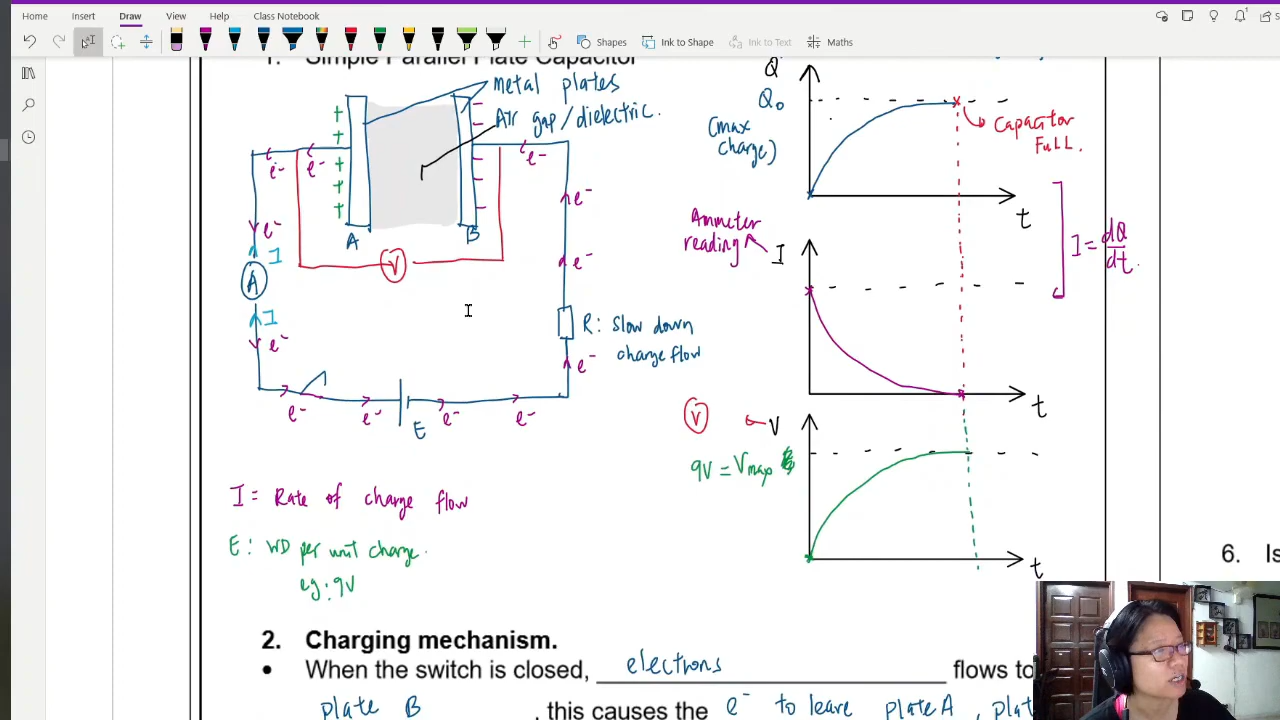 Home Insert Draw View Help Class Notebook
Shapes Ink to Shape Ink to Text Maths
1. Simple Parallel Plate Capacitor
metal plates
Air gap/dielectric.
+ + + + +
e- e- e- e-
A B
V
e- I
A
I
e-
e-
e-
R: slow down
charge flow
e-
e- e- e- e-
E
I = Rate of charge flow
E: WD per unit charge.
eg: 9V
Q
Q₀
(max
charge)
Capacitor
FULL.
t
Ammeter
reading
I
I = dQ/dt.
t
V V
9V = Vmax
t
6. Is
2. Charging mechanism.
• When the switch is closed, electrons flows to
plate B, this causes the e⁻ to leave plate A, plat